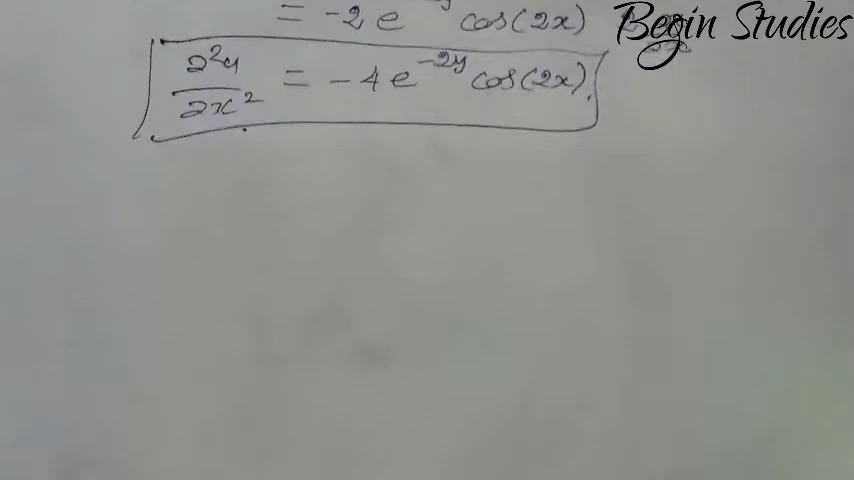 = -2e cos(2x)
Begin Studies
∂²u/∂x² = -4e^{-2y} cos(2x).